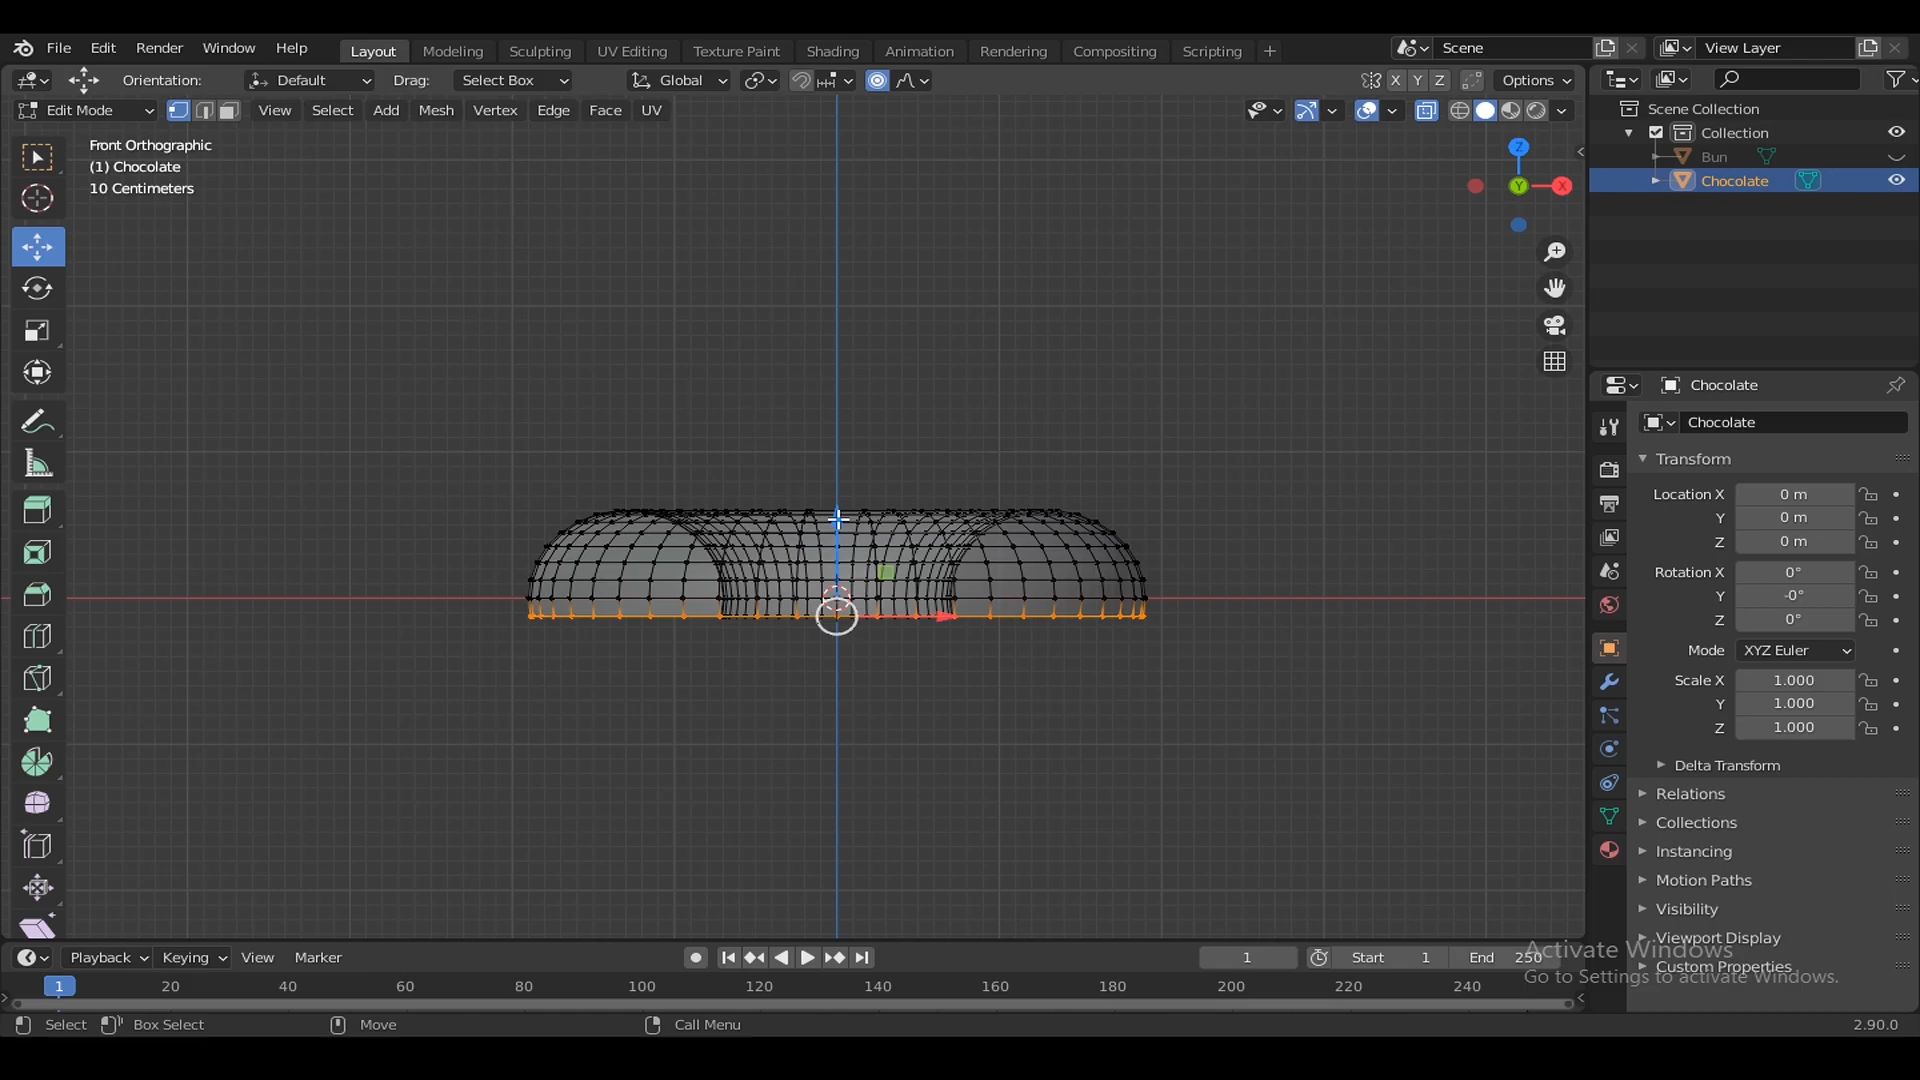 File Edit Render Window Help Layout Modeling Sculpting UV Editing Texture Paint Shading Animation Rendering Compositing Scripting + Scene View Layer
Orientation: Default Drag: Select Box Global X Y Z Options
Edit Mode View Select Add Mesh Vertex Edge Face UV
Front Orthographic
(1) Chocolate
10 Centimeters
Z
Y
X
Scene Collection
Collection
Bun
Chocolate
Chocolate
Chocolate
Transform
Location X 0 m
Y 0 m
Z 0 m
Rotation X 0°
Y -0°
Z 0°
Mode XYZ Euler
Scale X 1.000
Y 1.000
Z 1.000
Delta Transform
Relations
Collections
Instancing
Motion Paths
Visibility
Viewport Display
Custom Properties
Activate Windows
Go to Settings to activate Windows.
Playback Keying View Marker 1 Start 1 End 250
1 20 40 60 80 100 120 140 160 180 200 220 240
Select Box Select Move Call Menu 2.90.0